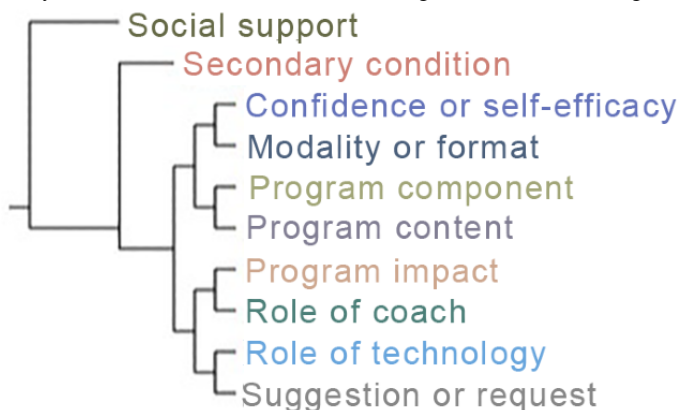 Social support
Secondary condition
Confidence or self-efficacy
Modality or format
Program component
Program content
Program impact
Role of coach
Role of technology
Suggestion or request